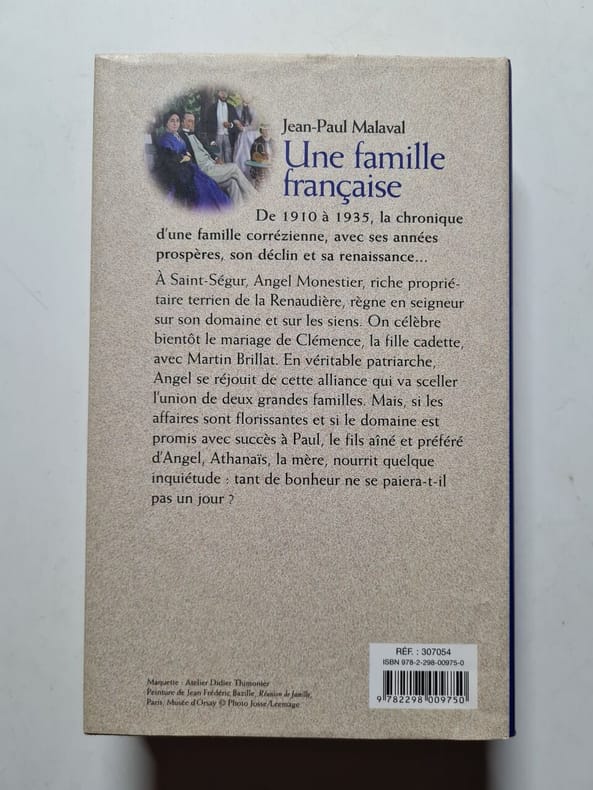 Jean-Paul Malaval
Une famille
française
De 1910 à 1935, la chronique
d'une famille corrézienne, avec ses années
prospères, son déclin et sa renaissance...
À Saint-Ségur, Angel Monestier, riche proprié-
taire terrien de la Renaudière, règne en seigneur
sur son domaine et sur les siens. On célèbre
bientôt le mariage de Clémence, la fille cadette,
avec Martin Brillat. En véritable patriarche,
Angel se réjouit de cette alliance qui va sceller
l'union de deux grandes familles. Mais, si les
affaires sont florissantes et si le domaine est
promis avec succès à Paul, le fils aîné et préféré
d'Angel, Athanaïs, la mère, nourrit quelque
inquiétude : tant de bonheur ne se paiera-t-il
pas un jour ?
RÉF. : 307054
ISBN 978-2-298-00975-0
9 782298 009750
Maquette : Atelier Didier Thimonier
Peinture de Jean Frédéric Bazille, Réunion de famille,
Paris, Musée d'Orsay © Photo Josse/Leemage